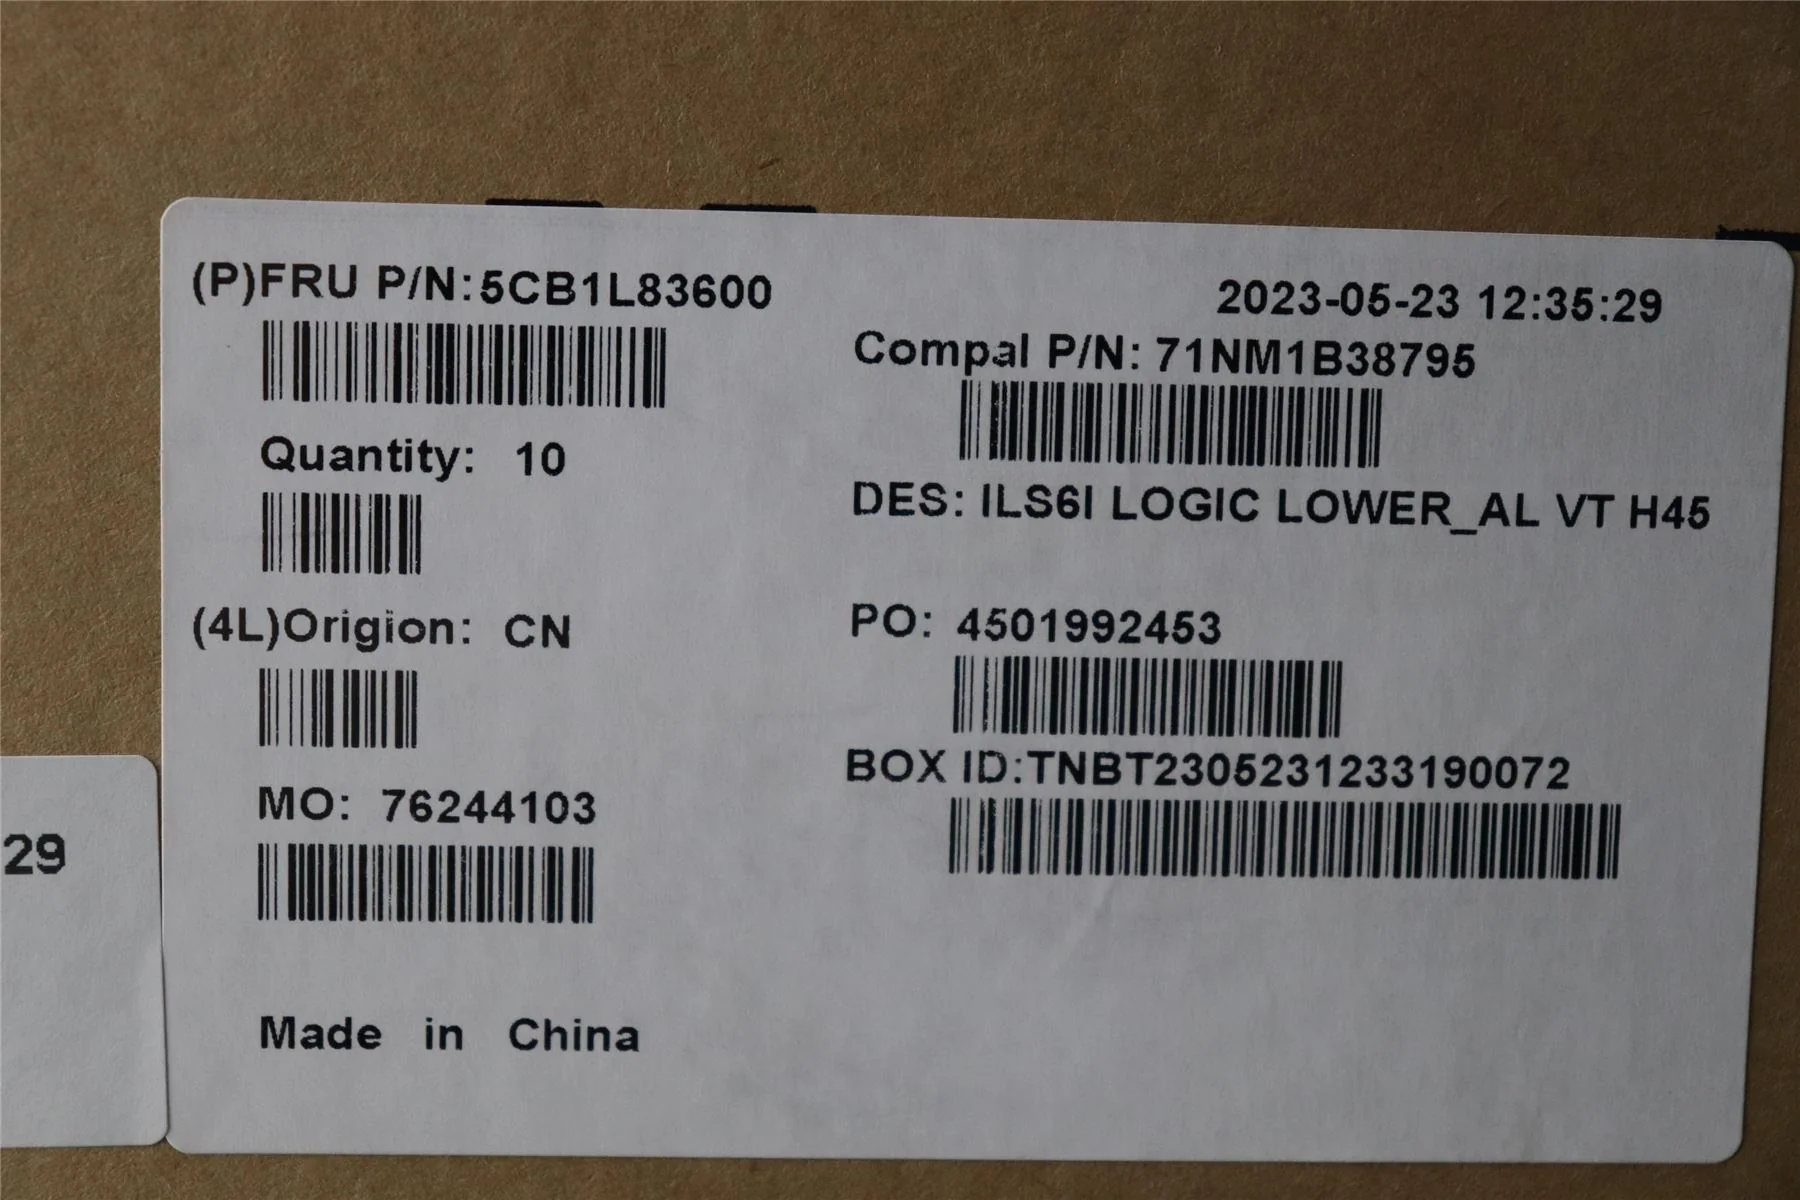 (P)FRU P/N:5CB1L83600
2023-05-23 12:35:29
Compal P/N: 71NM1B38795
Quantity: 10
DES: ILS6I LOGIC LOWER_AL VT H45
(4L)Origion: CN
PO: 4501992453
BOX ID:TNBT2305231233190072
MO: 76244103
29
Made in China